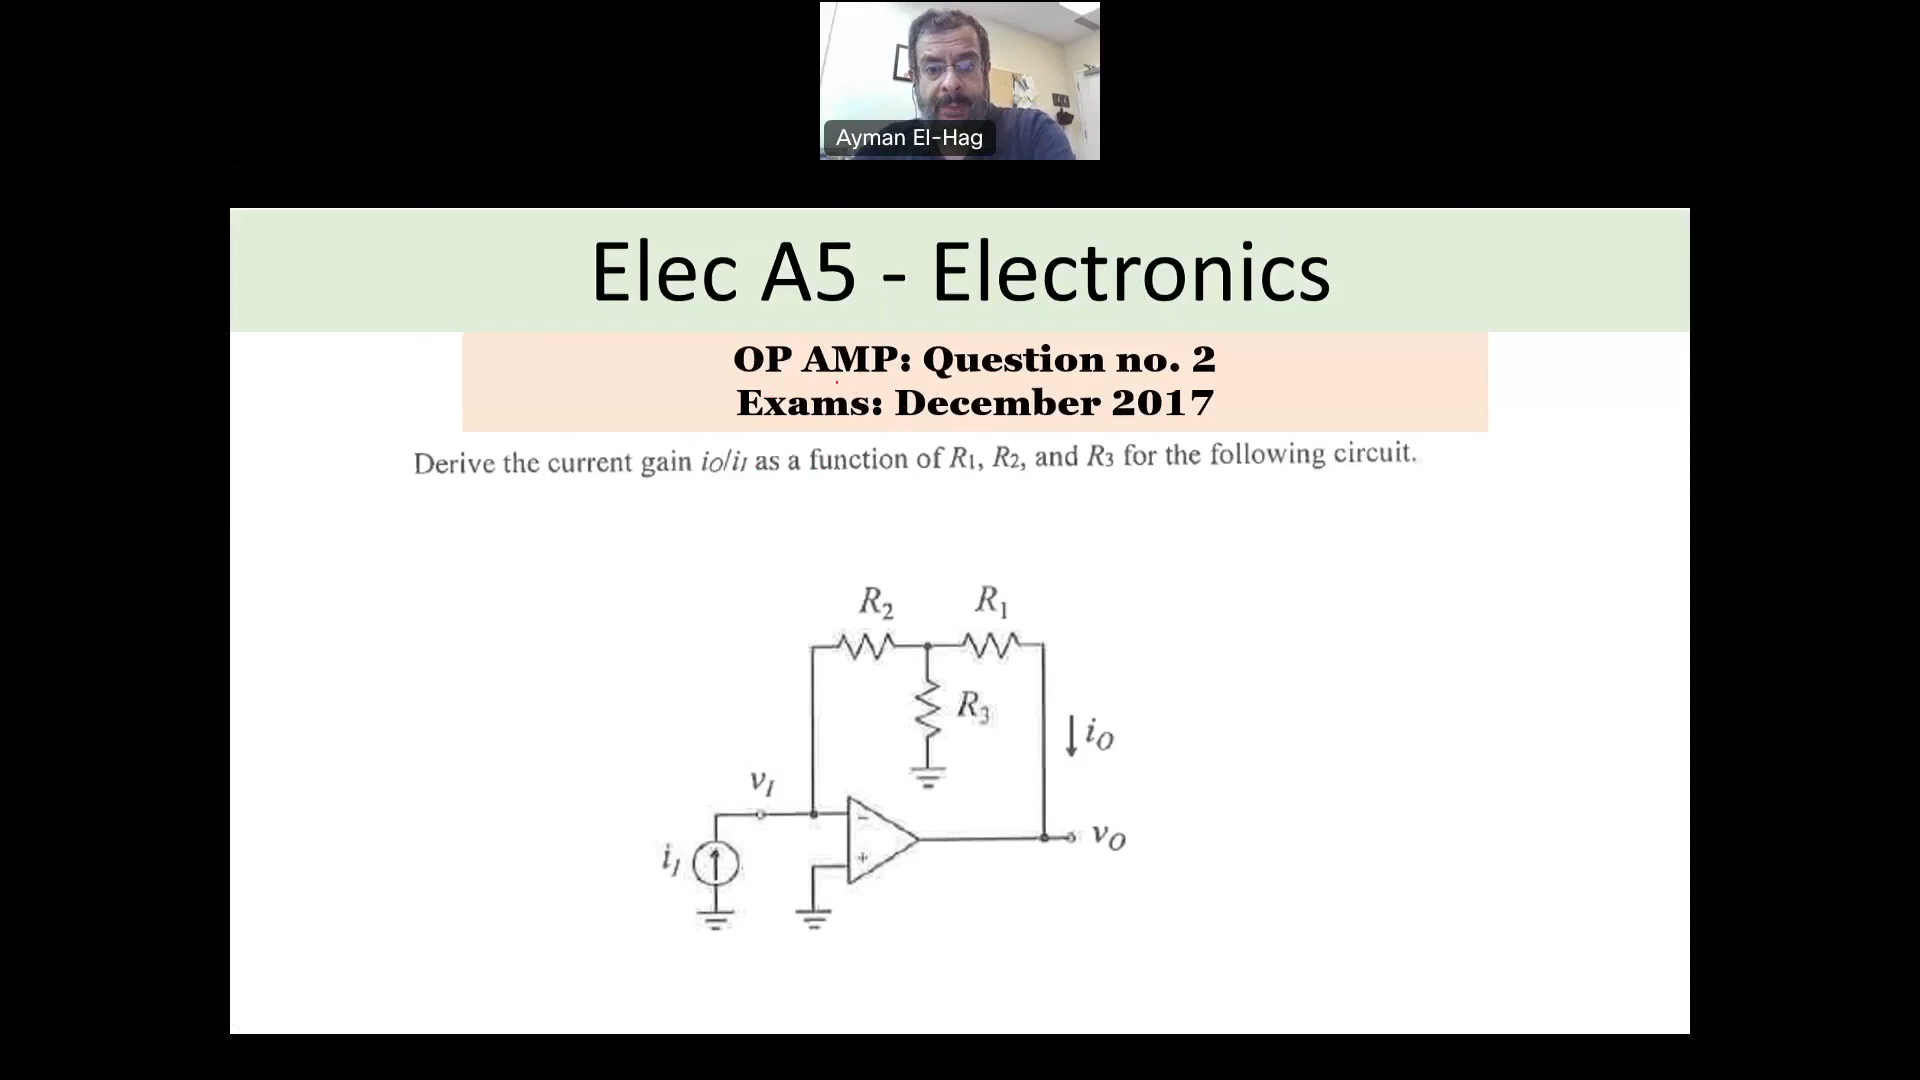 Ayman El-Hag
Elec A5 - Electronics
OP AMP: Question no. 2
Exams: December 2017
Derive the current gain iO/iI as a function of R1, R2, and R3 for the following circuit.
R2
R1
R3
iO
vI
−
+
iI
vO